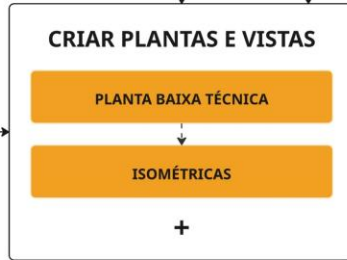 CRIAR PLANTAS E VISTAS
PLANTA BAIXA TÉCNICA
ISOMÉTRICAS
+